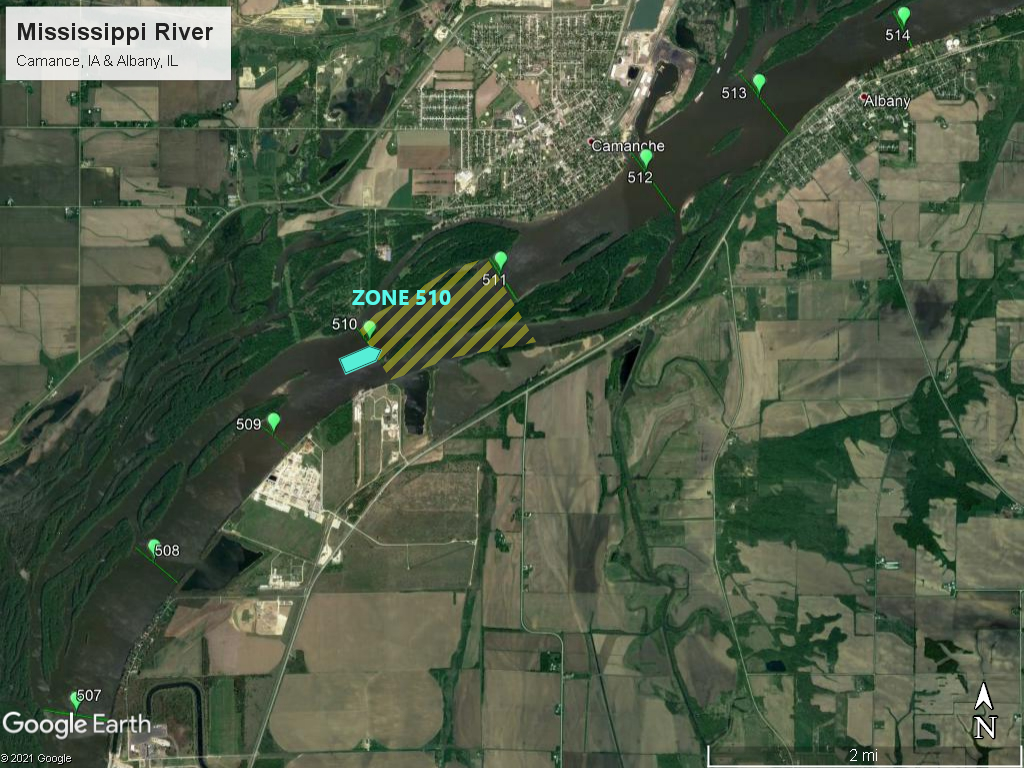 Mississippi River
Camance, IA & Albany, IL
514
513
Albany
Camanche
512
511
ZONE 510
510
509
508
507
Google Earth
© 2021 Google
N
2 mi